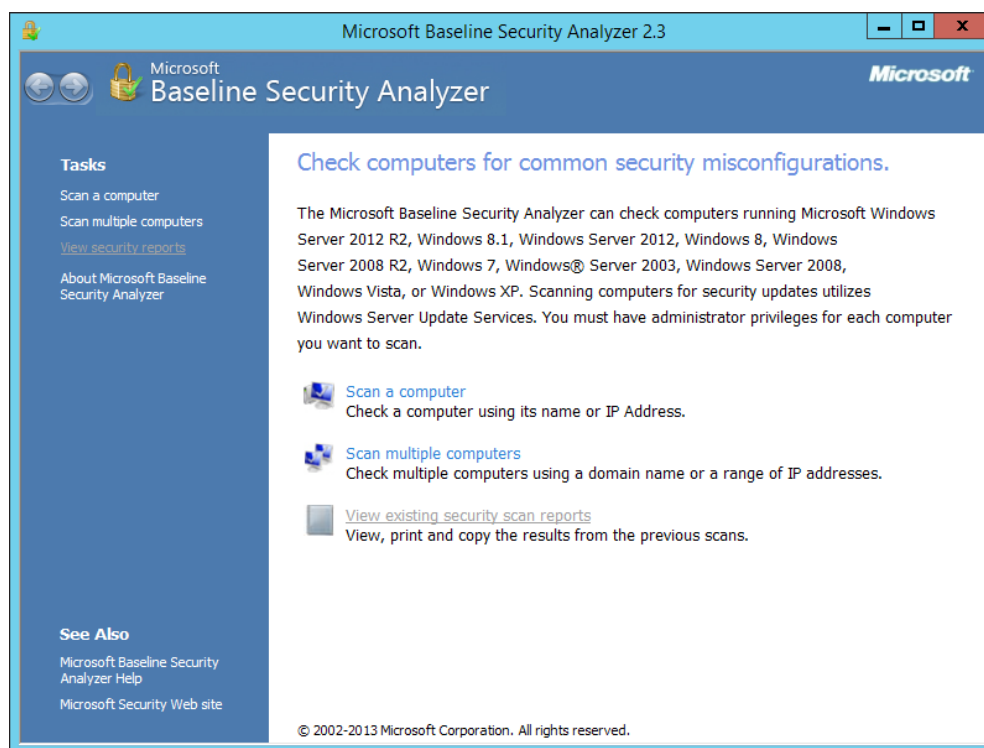 Microsoft Baseline Security Analyzer 2.3
Microsoft
Baseline Security Analyzer
Microsoft
Tasks
Scan a computer
Scan multiple computers
View security reports
About Microsoft Baseline
Security Analyzer
Check computers for common security misconfigurations.
The Microsoft Baseline Security Analyzer can check computers running Microsoft Windows
Server 2012 R2, Windows 8.1, Windows Server 2012, Windows 8, Windows
Server 2008 R2, Windows 7, Windows® Server 2003, Windows Server 2008,
Windows Vista, or Windows XP. Scanning computers for security updates utilizes
Windows Server Update Services. You must have administrator privileges for each computer
you want to scan.
Scan a computer
Check a computer using its name or IP Address.
Scan multiple computers
Check multiple computers using a domain name or a range of IP addresses.
View existing security scan reports
View, print and copy the results from the previous scans.
See Also
Microsoft Baseline Security
Analyzer Help
Microsoft Security Web site
© 2002-2013 Microsoft Corporation. All rights reserved.